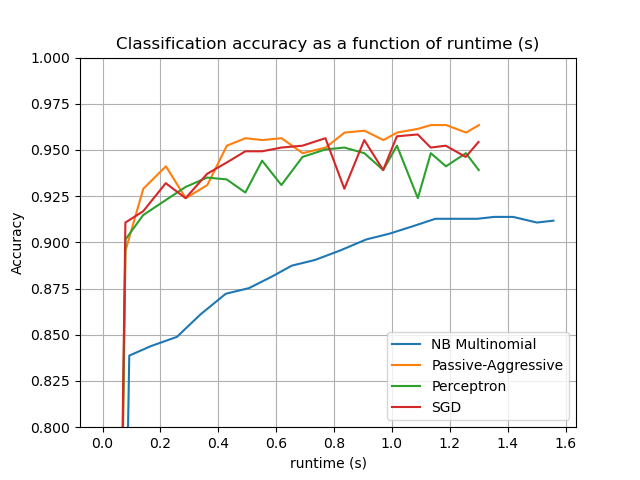 Classification accuracy as a function of runtime (s)
1.000
0.975
0.950
0.925
0.900
0.875
0.850
0.825
0.800
Accuracy
NB Multinomial
Passive-Aggressive
Perceptron
SGD
0.0 0.2 0.4 0.6 0.8 1.0 1.2 1.4 1.6
runtime (s)